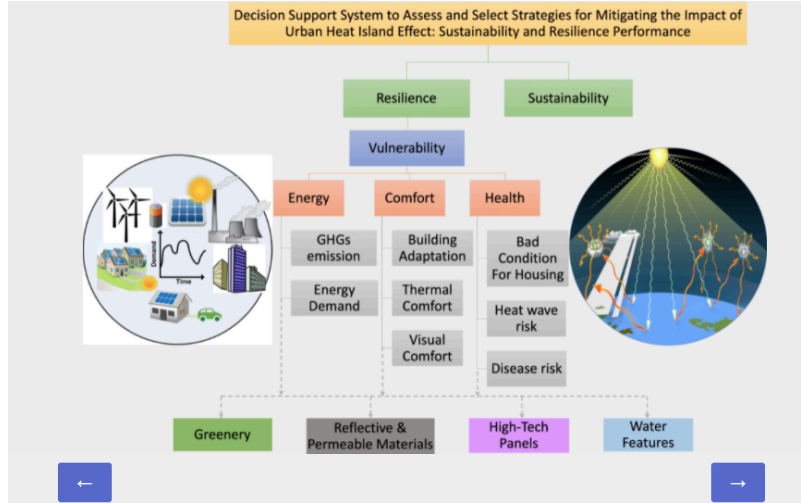 Decision Support System to Assess and Select Strategies for Mitigating the Impact of
Urban Heat Island Effect: Sustainability and Resilience Performance
Resilience
Sustainability
Vulnerability
Energy
Comfort
Health
GHGs
emission
Energy
Demand
Building
Adaptation
Thermal
Comfort
Visual
Comfort
Bad
Condition
For Housing
Heat wave
risk
Disease risk
Demand
Time
Greenery
Reflective &
Permeable Materials
High-Tech
Panels
Water
Features
←
→